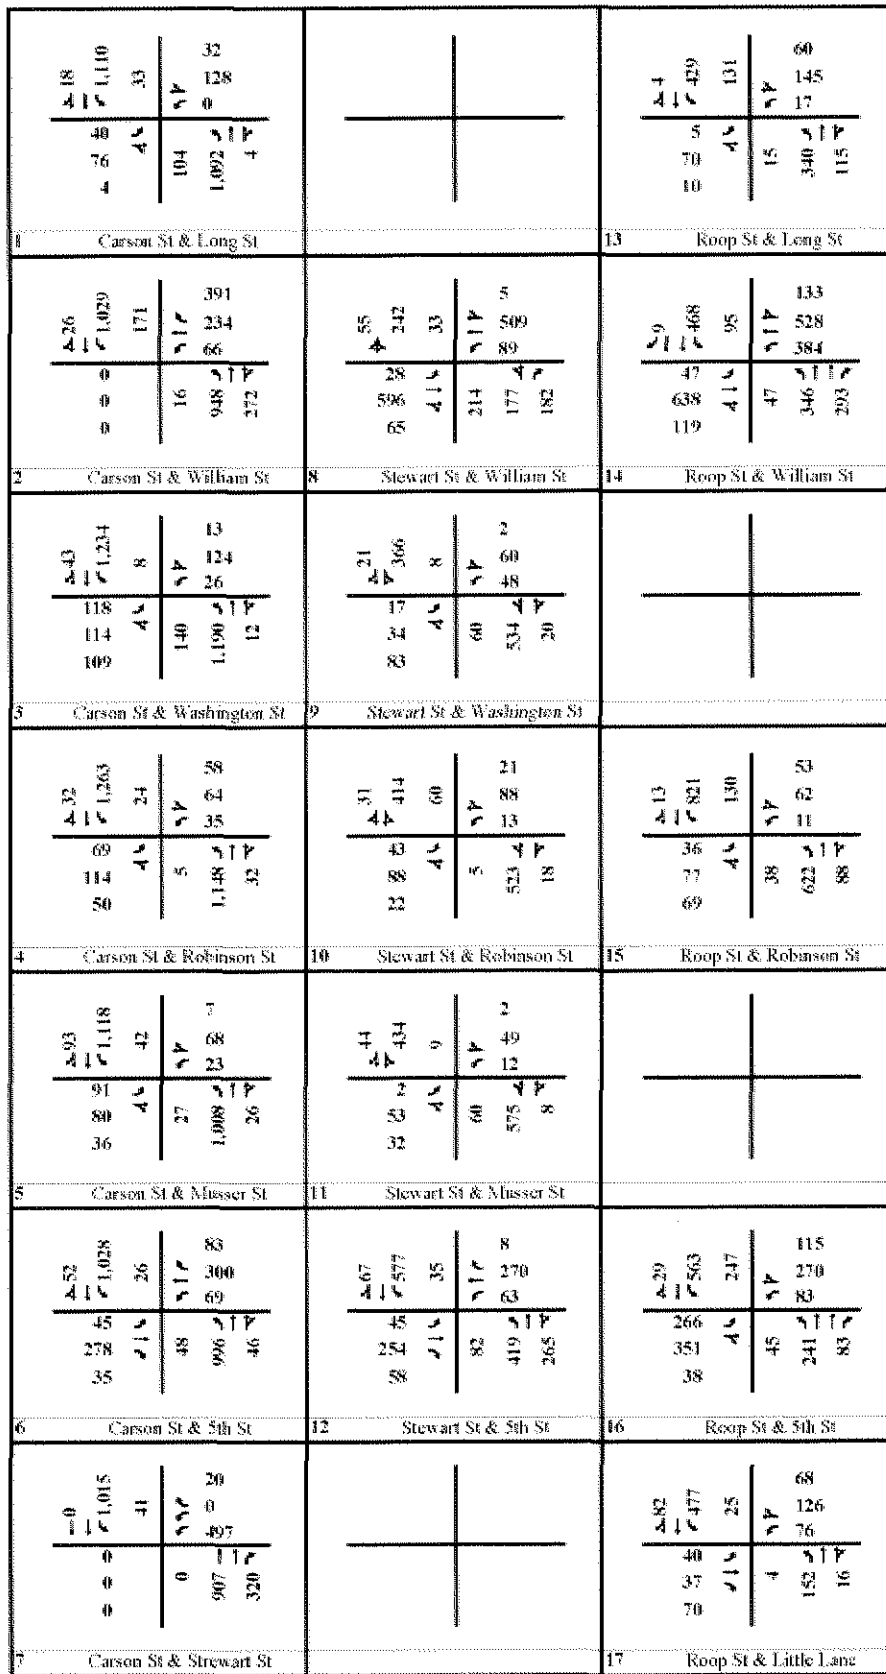 18 1,110 33
32
128
0
40
76
4
104 1,092 4
1 Carson St & Long St
4 429 131
60
145
17
5
70
10
15 340 115
13 Roop St & Long St
26 1,029 171
391
234
66
0
0
0
16 948 272
2 Carson St & William St
55 242 33
5
509
89
28
596
65
214 177 182
8 Stewart St & William St
9 468 95
133
528
384
47
638
119
47 346 293
14 Roop St & William St
43 1,234 8
13
124
26
118
114
109
140 1,190 12
3 Carson St & Washington St
21 366 8
2
60
48
17
34
83
60 534 20
9 Stewart St & Washington St
32 1,263 24
58
64
35
69
114
50
5 1,148 32
4 Carson St & Robinson St
31 414 60
21
88
13
43
88
22
5 523 18
10 Stewart St & Robinson St
13 821 130
53
62
11
36
77
69
38 622 88
15 Roop St & Robinson St
93 1,118 42
7
68
23
91
80
36
27 1,008 26
5 Carson St & Musser St
44 434 9
2
49
12
2
53
32
60 575 8
11 Stewart St & Musser St
52 1,028 26
83
300
69
45
278
35
48 996 46
6 Carson St & 5th St
67 577 35
8
270
63
45
254
58
82 419 265
12 Stewart St & 5th St
29 563 247
115
270
83
266
351
38
45 241 83
16 Roop St & 5th St
0 1,015 41
20
0
497
0
0
0
0 907 320
7 Carson St & Strewart St
82 477 25
68
126
76
40
37
70
4 152 16
17 Roop St & Little Lane